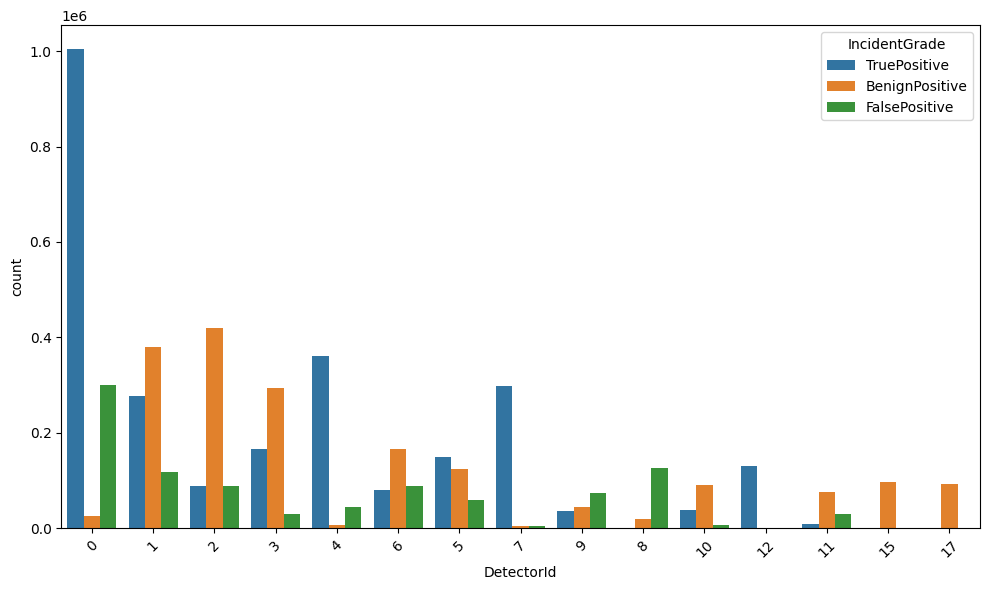 1e6
IncidentGrade
TruePositive
BenignPositive
FalsePositive
1.0
0.8
0.6
0.4
0.2
0.0
count
0 1 2 3 4 6 5 7 9 8 10 12 11 15 17
DetectorId